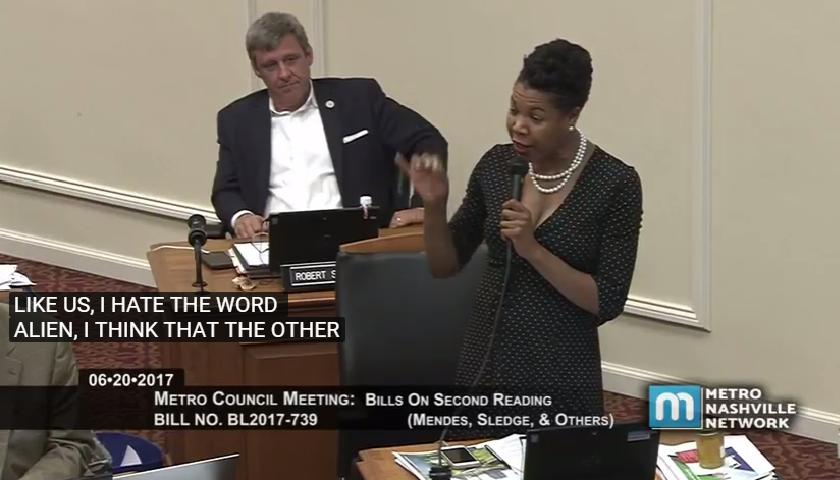 ROBERT S
LIKE US, I HATE THE WORD
ALIEN, I THINK THAT THE OTHER
06•20•2017
METRO COUNCIL MEETING: BILLS ON SECOND READING
BILL NO. BL2017-739 (MENDES, SLEDGE, & OTHERS)
M METRO
NASHVILLE
NETWORK